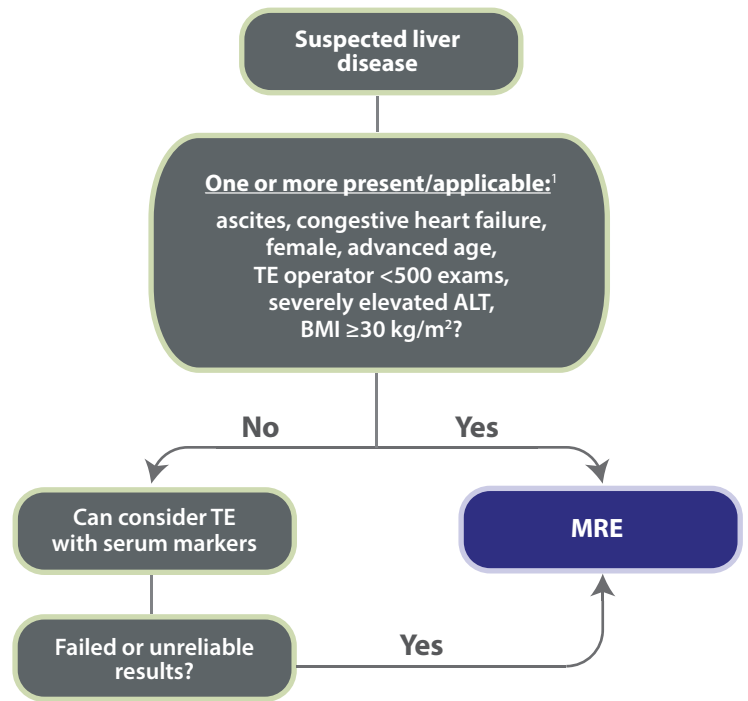 Suspected liver
disease
One or more present/applicable:¹
ascites, congestive heart failure,
female, advanced age,
TE operator <500 exams,
severely elevated ALT,
BMI ≥30 kg/m²?
No
Yes
Can consider TE
with serum markers
MRE
Failed or unreliable
results?
Yes